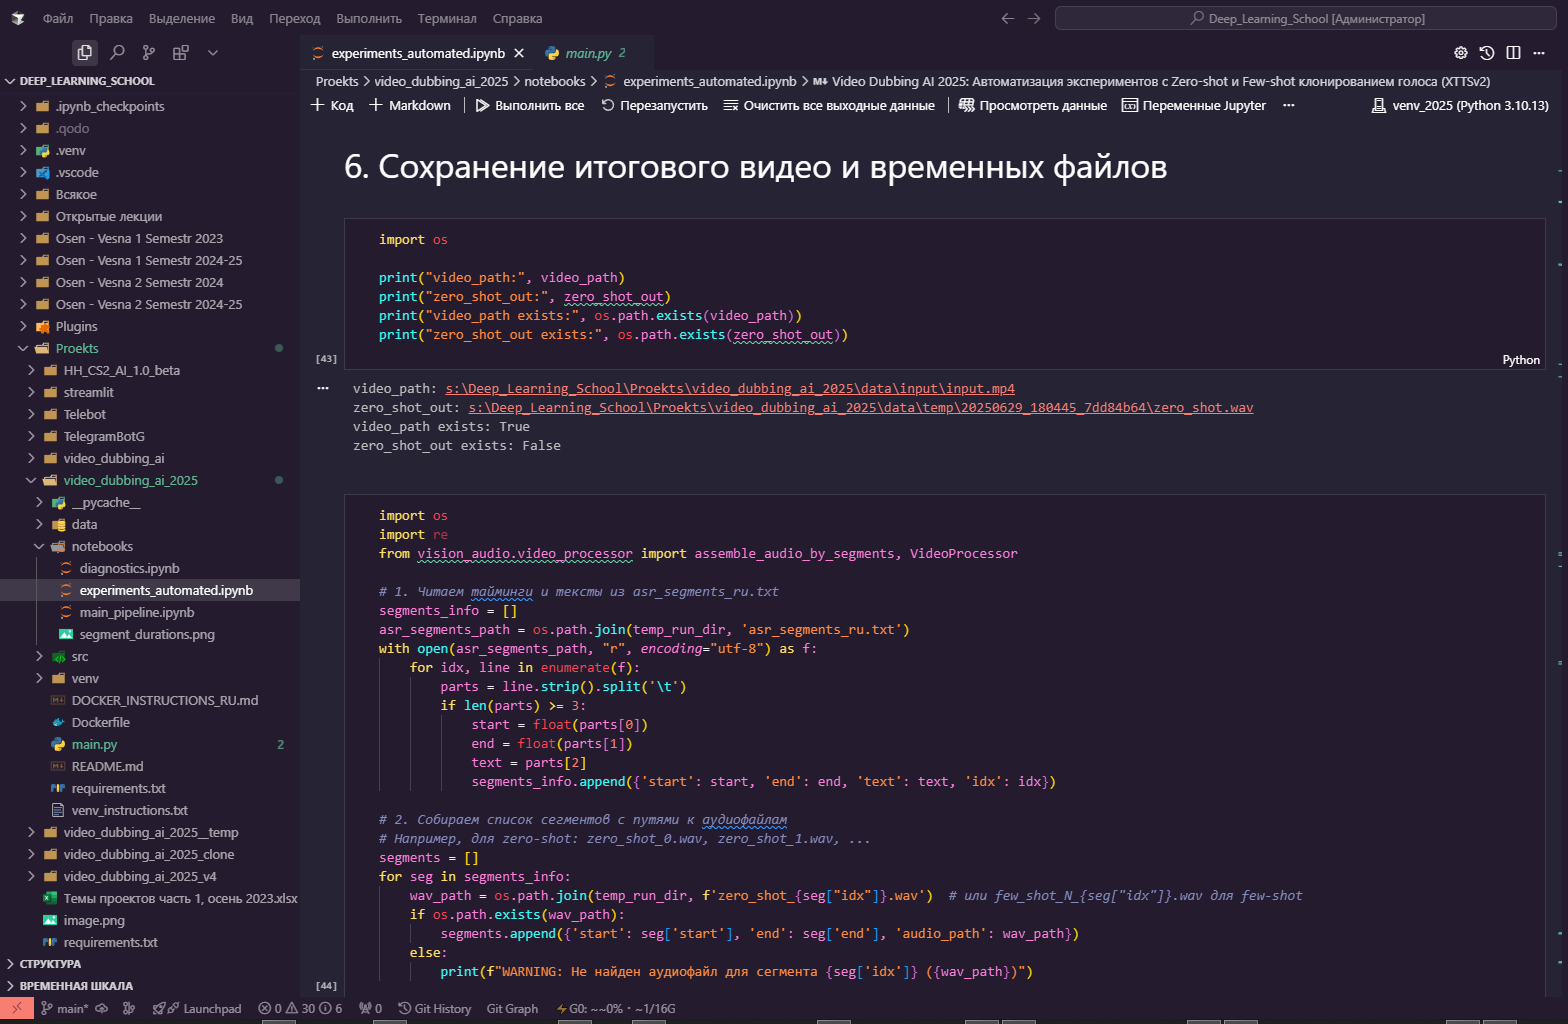 Файл Правка Выделение Вид Переход Выполнить Терминал Справка
Deep_Learning_School [Администратор]
experiments_automated.ipynb
main.py 2
DEEP_LEARNING_SCHOOL
.ipynb_checkpoints
.qodo
.venv
.vscode
Всякое
Открытые лекции
Osen - Vesna 1 Semestr 2023
Osen - Vesna 1 Semestr 2024-25
Osen - Vesna 2 Semestr 2024
Osen - Vesna 2 Semestr 2024-25
Plugins
Proekts
HH_CS2_AI_1.0_beta
streamlit
Telebot
TelegramBotG
video_dubbing_ai
video_dubbing_ai_2025
__pycache__
data
notebooks
diagnostics.ipynb
experiments_automated.ipynb
main_pipeline.ipynb
segment_durations.png
src
venv
DOCKER_INSTRUCTIONS_RU.md
Dockerfile
main.py 2
README.md
requirements.txt
venv_instructions.txt
video_dubbing_ai_2025__temp
video_dubbing_ai_2025_clone
video_dubbing_ai_2025_v4
Темы проектов часть 1, осень 2023.xlsx
image.png
requirements.txt
СТРУКТУРА
ВРЕМЕННАЯ ШКАЛА
Proekts > video_dubbing_ai_2025 > notebooks > experiments_automated.ipynb > M↓ Video Dubbing AI 2025: Автоматизация экспериментов с Zero-shot и Few-shot клонированием голоса (XTTSv2)
Код Markdown Выполнить все Перезапустить Очистить все выходные данные Просмотреть данные Переменные Jupyter ··· venv_2025 (Python 3.10.13)
6. Сохранение итогового видео и временных файлов
import os
print("video_path:", video_path)
print("zero_shot_out:", zero_shot_out)
print("video_path exists:", os.path.exists(video_path))
print("zero_shot_out exists:", os.path.exists(zero_shot_out))
[43]
Python
video_path: s:\Deep_Learning_School\Proekts\video_dubbing_ai_2025\data\input\input.mp4
zero_shot_out: s:\Deep_Learning_School\Proekts\video_dubbing_ai_2025\data\temp\20250629_180445_7dd84b64\zero_shot.wav
video_path exists: True
zero_shot_out exists: False
import os
import re
from vision_audio.video_processor import assemble_audio_by_segments, VideoProcessor
# 1. Читаем тайминги и тексты из asr_segments_ru.txt
segments_info = []
asr_segments_path = os.path.join(temp_run_dir, 'asr_segments_ru.txt')
with open(asr_segments_path, "r", encoding="utf-8") as f:
for idx, line in enumerate(f):
parts = line.strip().split('\t')
if len(parts) >= 3:
start = float(parts[0])
end = float(parts[1])
text = parts[2]
segments_info.append({'start': start, 'end': end, 'text': text, 'idx': idx})
# 2. Собираем список сегментов с путями к аудиофайлам
# Например, для zero-shot: zero_shot_0.wav, zero_shot_1.wav, ...
segments = []
for seg in segments_info:
wav_path = os.path.join(temp_run_dir, f'zero_shot_{seg["idx"]}.wav') # или few_shot_N_{seg["idx"]}.wav для few-shot
if os.path.exists(wav_path):
segments.append({'start': seg['start'], 'end': seg['end'], 'audio_path': wav_path})
else:
print(f"WARNING: Не найден аудиофайл для сегмента {seg['idx']} ({wav_path})")
[44]
main* Launchpad 0 30 6 0 Git History Git Graph G0: ~~0% - ~1/16G